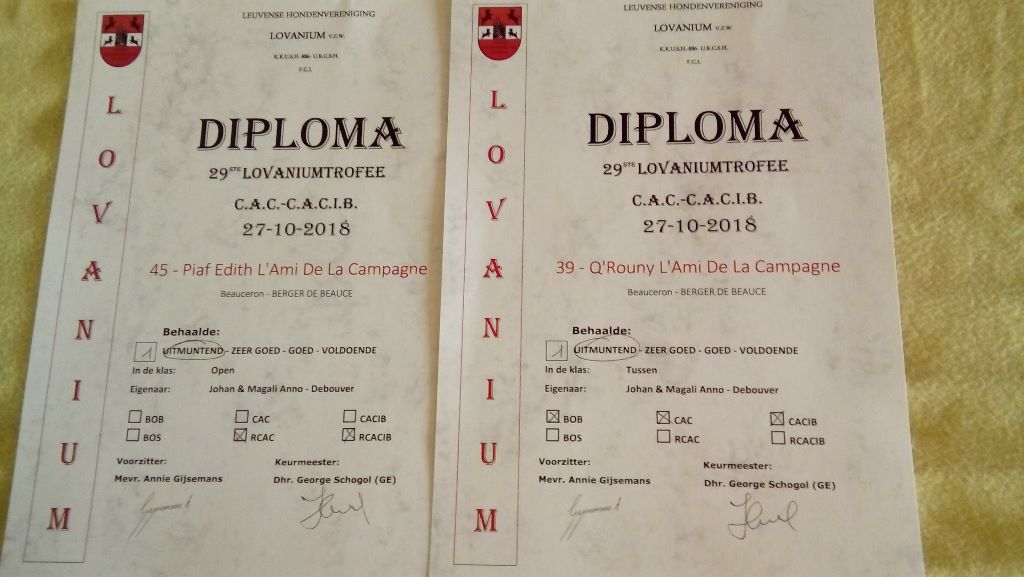 LEUVENSE HONDENVERENIGING
LOVANIUM V.Z.W.
K.K.U.S.H. -886- U.R.C.S.H.
F.C.I.
LOVANIUM
DIPLOMA
29STE LOVANIUMTROFEE
C.A.C.-C.A.C.I.B.
27-10-2018
45 - Piaf Edith L'Ami De La Campagne
Beauceron - BERGER DE BEAUCE
Behaalde:
1 UITMUNTEND - ZEER GOED - GOED - VOLDOENDE
In de klas: Open
Eigenaar: Johan & Magali Anno - Debouver
BOB CAC CACIB
BOS RCAC RCACIB
Voorzitter: Keurmeester:
Mevr. Annie Gijsemans Dhr. George Schogol (GE)
LEUVENSE HONDENVERENIGING
LOVANIUM V.Z.W.
K.K.U.S.H. -886- U.R.C.S.H.
F.C.I.
LOVANIUM
DIPLOMA
29STE LOVANIUMTROFEE
C.A.C.-C.A.C.I.B.
27-10-2018
39 - Q'Rouny L'Ami De La Campagne
Beauceron - BERGER DE BEAUCE
Behaalde:
1 UITMUNTEND - ZEER GOED - GOED - VOLDOENDE
In de klas: Tussen
Eigenaar: Johan & Magali Anno - Debouver
BOB CAC CACIB
BOS RCAC RCACIB
Voorzitter: Keurmeester:
Mevr. Annie Gijsemans Dhr. George Schogol (GE)